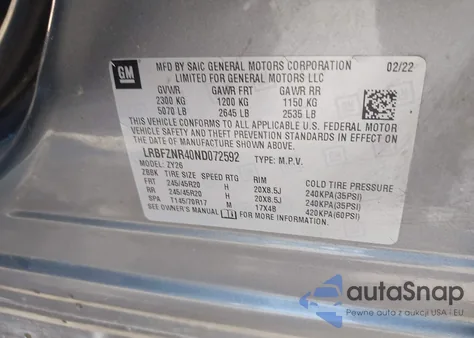 GM
MFD BY SAIC GENERAL MOTORS CORPORATION 02/22
LIMITED FOR GENERAL MOTORS LLC
GVWR GAWR FRT GAWR RR
2300 KG 1200 KG 1150 KG
5070 LB 2645 LB 2535 LB
THIS VEHICLE CONFORMS TO ALL APPLICABLE U.S. FEDERAL MOTOR
VEHICLE SAFETY, BUMPER, AND THEFT PREVENTION STANDARDS IN EFFECT ON
THE DATE OF MANUFACTURE SHOWN ABOVE.
LRBFZNR40ND072592 TYPE: M.P.V.
MODEL: ZY26
ZBBK TIRE SIZE SPEED RTG RIM COLD TIRE PRESSURE
FRT 245/45R20 H 20X8.5J 240KPA(35PSI)
RR 245/45R20 H 20X8.5J 240KPA(35PSI)
SPA T145/70R17 M 17X4B 420KPA(60PSI)
SEE OWNER'S MANUAL FOR ADDITIONAL INFORMATION.
autaSnap
Pewne auta z aukcji USA - EU